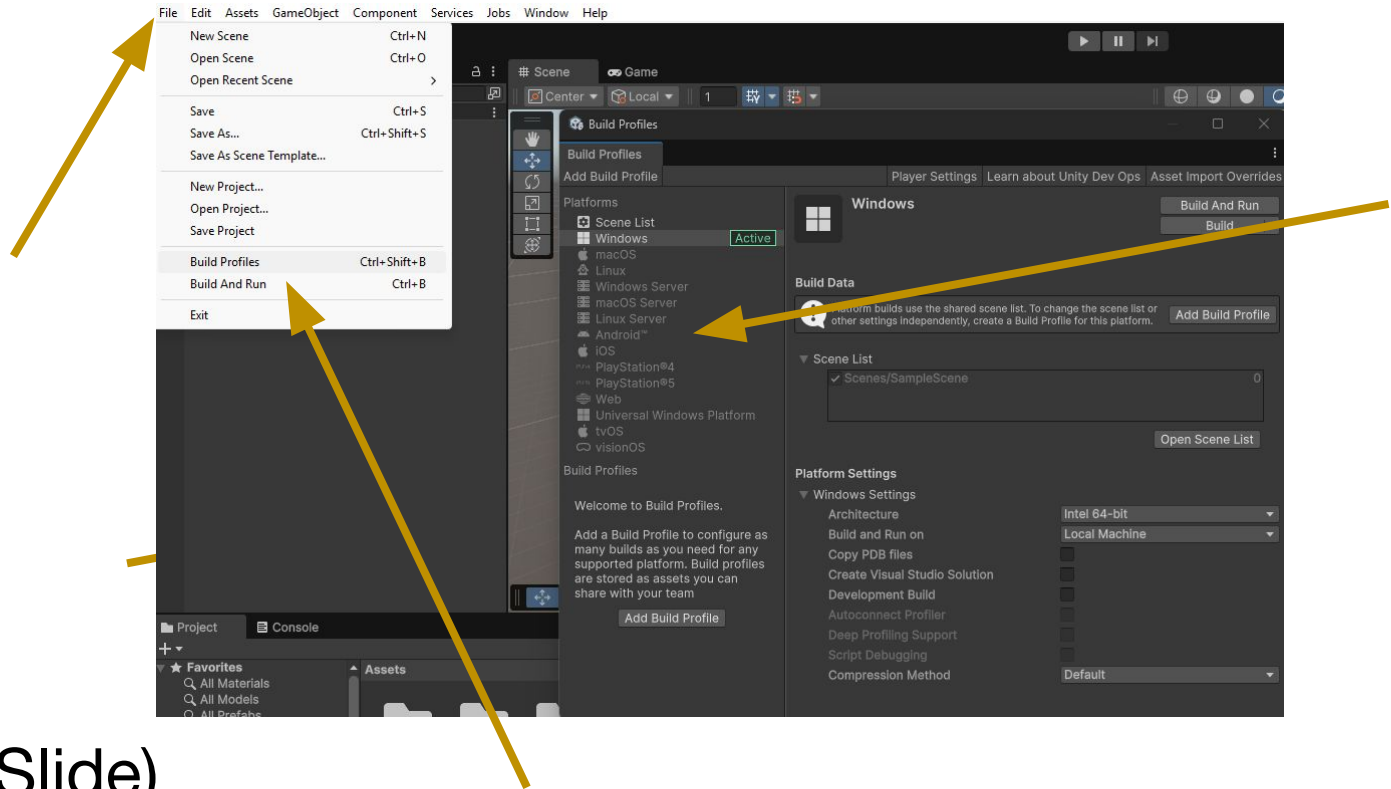 File Edit Assets GameObject Component Services Jobs Window Help
New Scene Ctrl+N
Open Scene Ctrl+O
Open Recent Scene
Save Ctrl+S
Save As... Ctrl+Shift+S
Save As Scene Template...
New Project...
Open Project...
Save Project
Build Profiles Ctrl+Shift+B
Build And Run Ctrl+B
Exit
# Scene Game
Center Local 1
Build Profiles
Build Profiles
Add Build Profile Player Settings Learn about Unity Dev Ops Asset Import Overrides
Platforms
Scene List
Windows Active
macOS
Linux
Windows Server
macOS Server
Linux Server
Android™
iOS
PlayStation®4
PlayStation®5
Web
Universal Windows Platform
tvOS
visionOS
Build Profiles
Welcome to Build Profiles.
Add a Build Profile to configure as
many builds as you need for any
supported platform. Build profiles
are stored as assets you can
share with your team
Add Build Profile
Windows
Build And Run
Build
Build Data
Platform builds use the shared scene list. To change the scene list or
other settings independently, create a Build Profile for this platform.
Add Build Profile
Scene List
Scenes/SampleScene 0
Open Scene List
Platform Settings
Windows Settings
Architecture Intel 64-bit
Build and Run on Local Machine
Copy PDB files
Create Visual Studio Solution
Development Build
Autoconnect Profiler
Deep Profiling Support
Script Debugging
Compression Method Default
Project Console
Favorites
All Materials
All Models
All Prefabs
Assets
Slide)